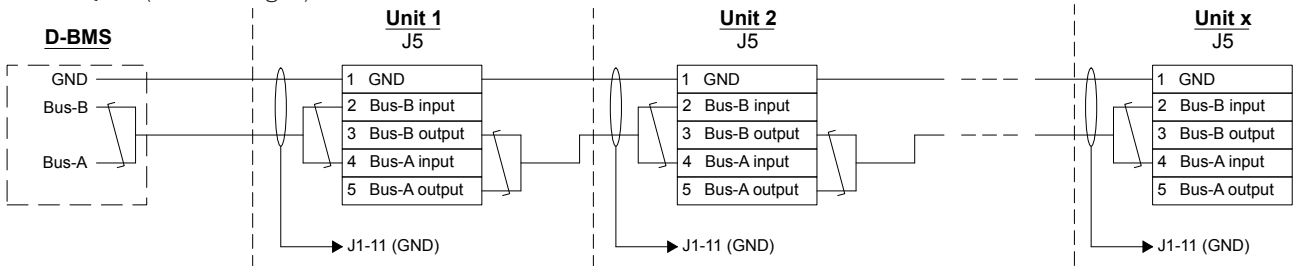 D-BMS
GND
Bus-B
Bus-A
Unit 1
J5
1 GND
2 Bus-B input
3 Bus-B output
4 Bus-A input
5 Bus-A output
J1-11 (GND)
Unit 2
J5
1 GND
2 Bus-B input
3 Bus-B output
4 Bus-A input
5 Bus-A output
J1-11 (GND)
Unit x
J5
1 GND
2 Bus-B input
3 Bus-B output
4 Bus-A input
5 Bus-A output
J1-11 (GND)